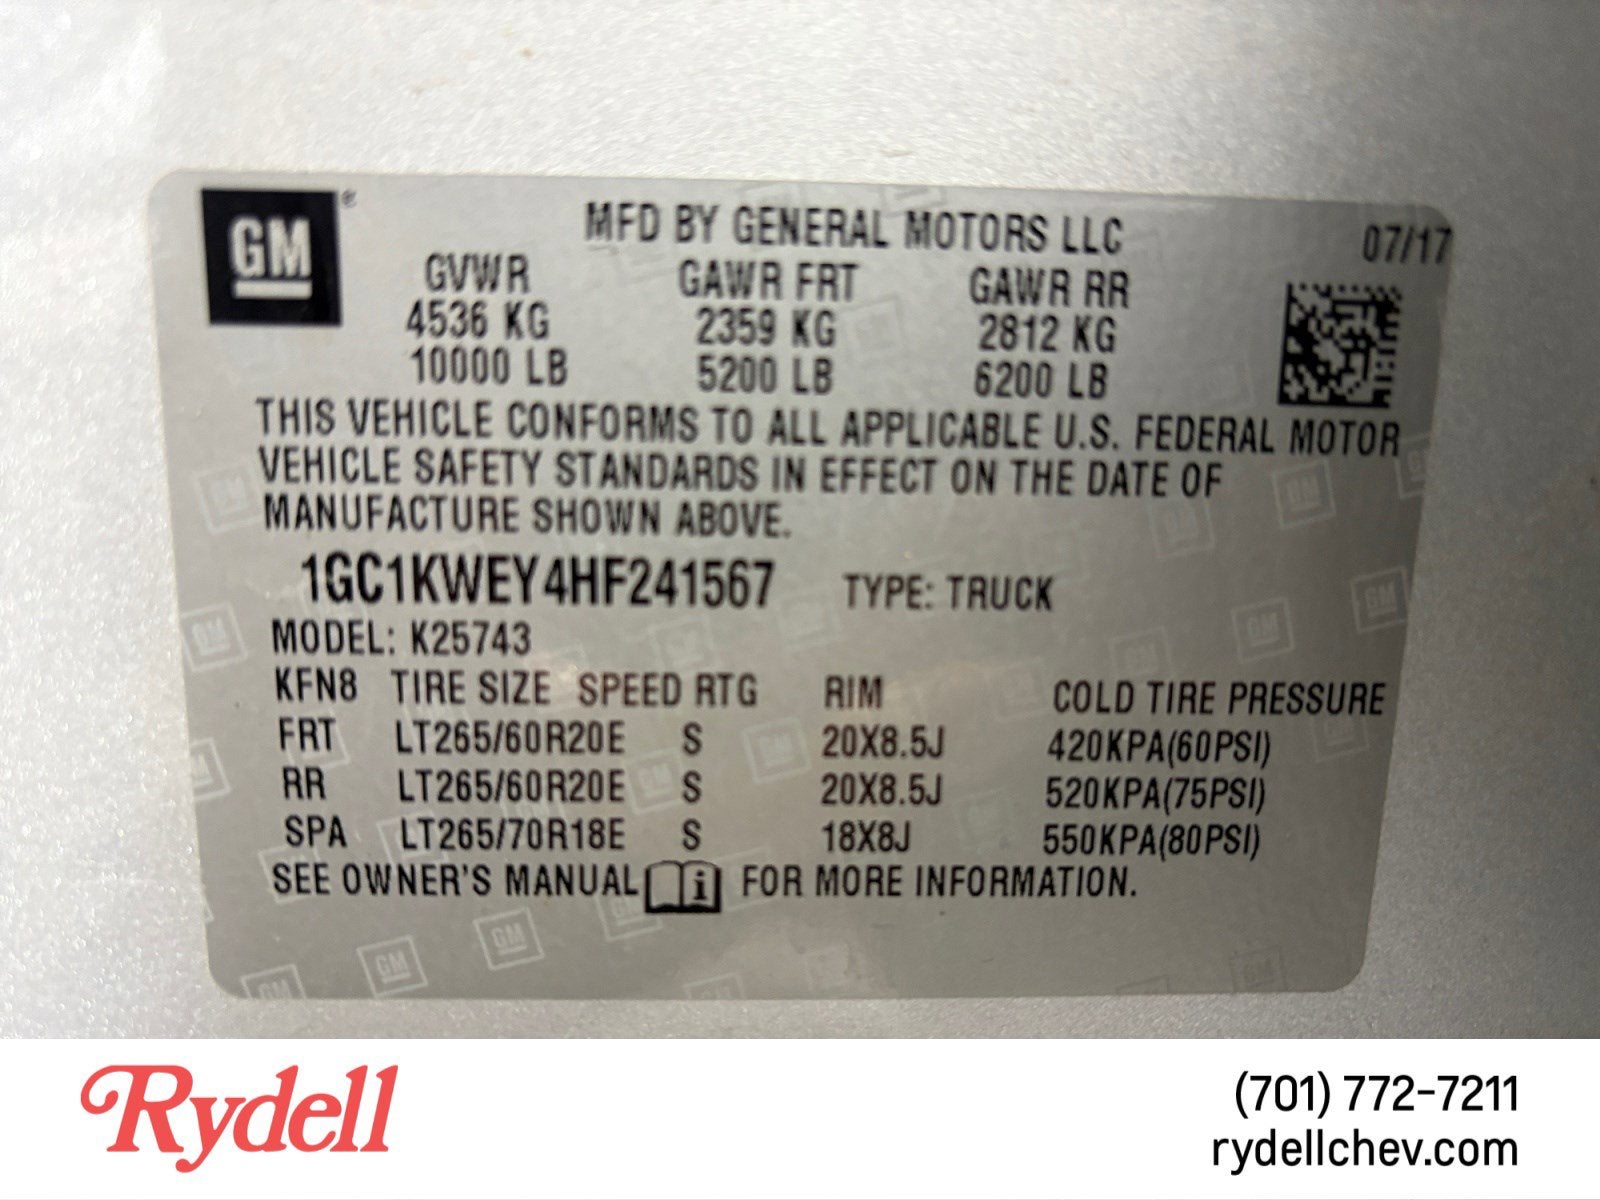 GM
MFD BY GENERAL MOTORS LLC 07/17
GVWR GAWR FRT GAWR RR
4536 KG 2359 KG 2812 KG
10000 LB 5200 LB 6200 LB
THIS VEHICLE CONFORMS TO ALL APPLICABLE U.S. FEDERAL MOTOR
VEHICLE SAFETY STANDARDS IN EFFECT ON THE DATE OF
MANUFACTURE SHOWN ABOVE.
1GC1KWEY4HF241567 TYPE: TRUCK
MODEL: K25743
KFN8 TIRE SIZE SPEED RTG RIM COLD TIRE PRESSURE
FRT LT265/60R20E S 20X8.5J 420KPA(60PSI)
RR LT265/60R20E S 20X8.5J 520KPA(75PSI)
SPA LT265/70R18E S 18X8J 550KPA(80PSI)
SEE OWNER'S MANUAL i FOR MORE INFORMATION.
Rydell
(701) 772-7211
rydellchev.com